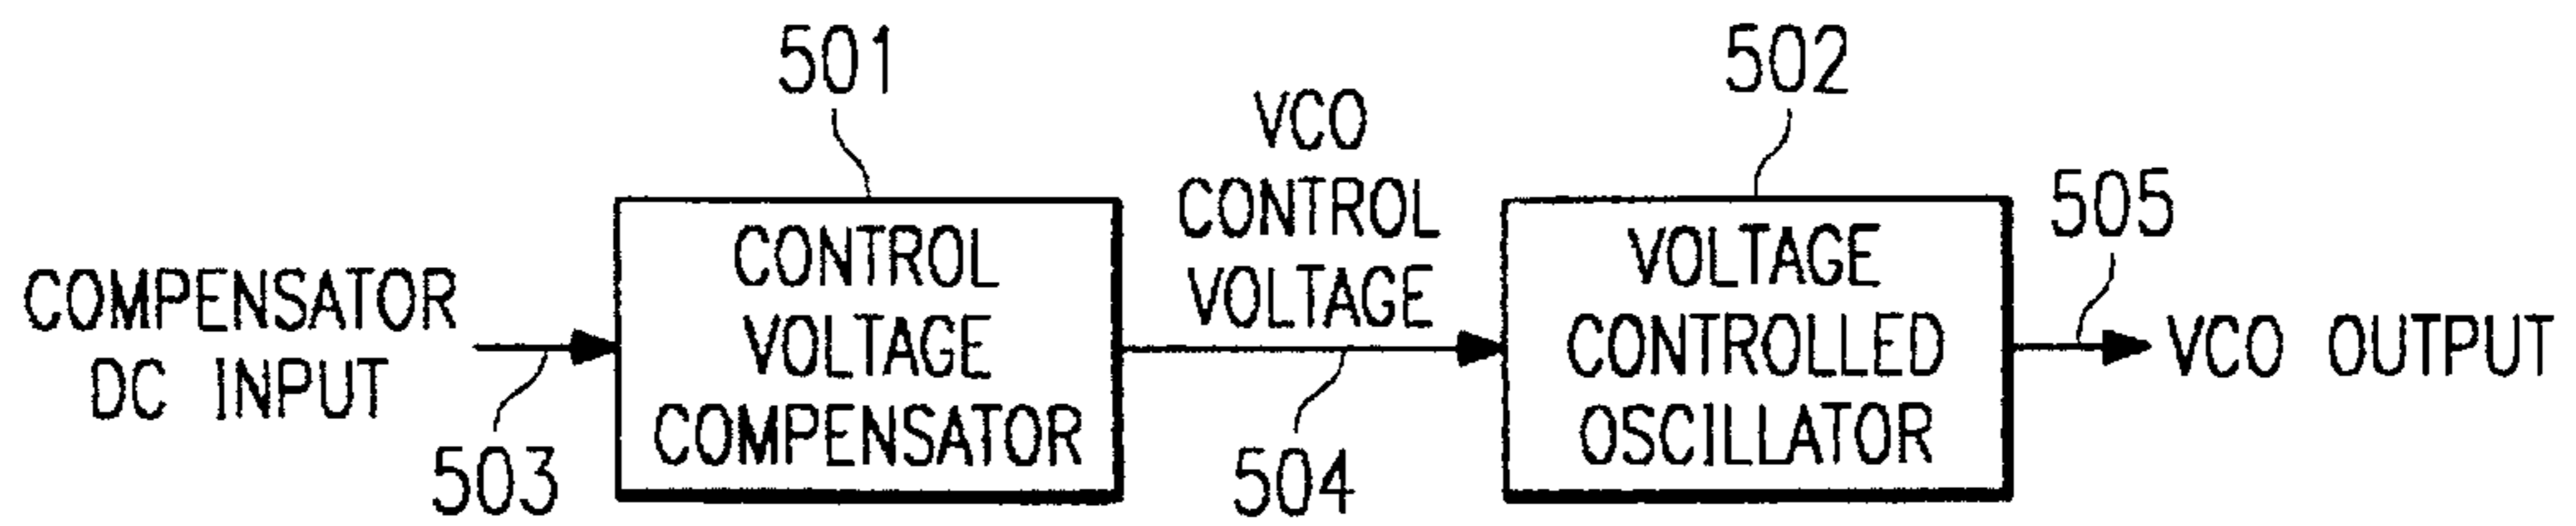 501
502
VCO
CONTROL
VOLTAGE
505
COMPENSATOR
DC INPUT
CONTROL
VOLTAGE
COMPENSATOR
VOLTAGE
CONTROLLED
OSCILLATOR
VCO OUTPUT
503
504